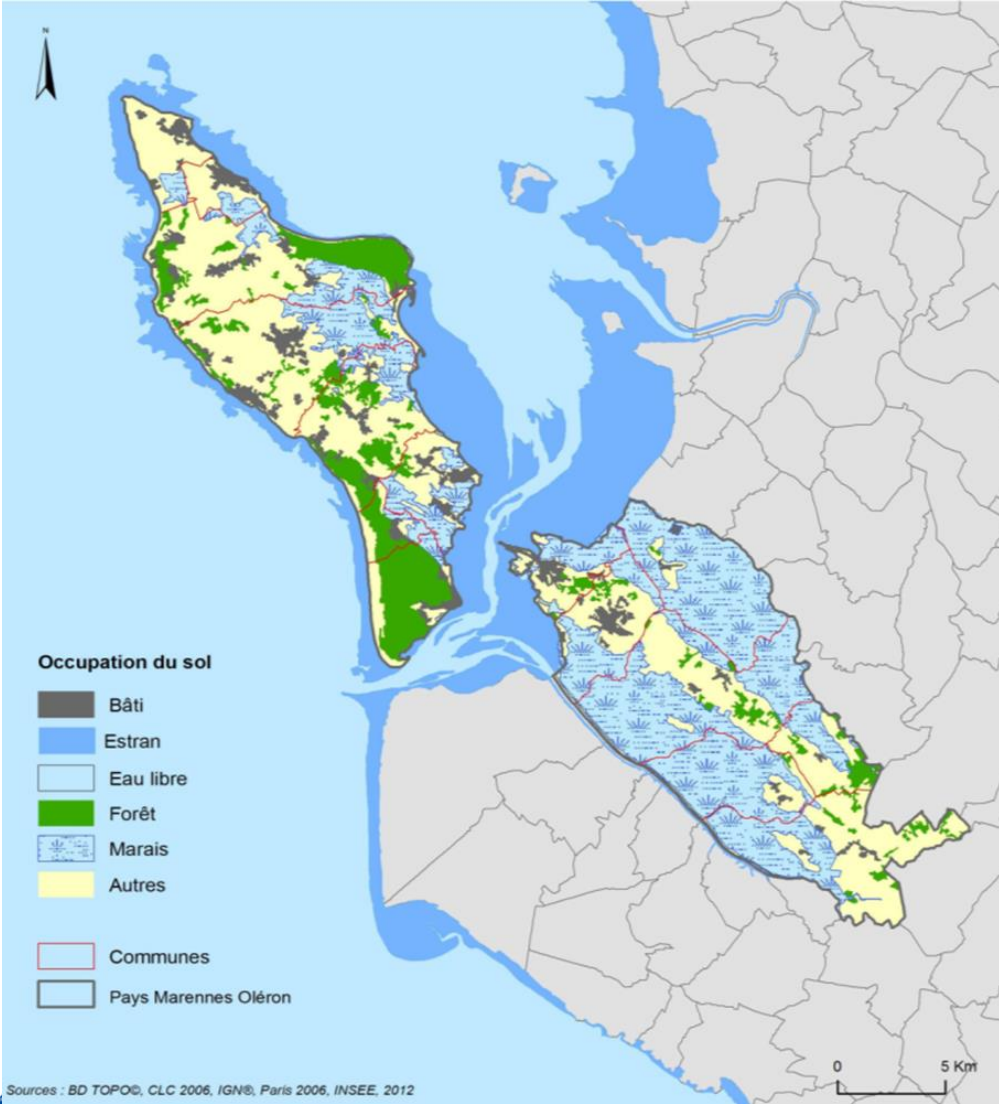 N
Occupation du sol
Bâti
Estran
Eau libre
Forêt
Marais
Autres
Communes
Pays Marennes Oléron
0 5 Km
Sources : BD TOPO©, CLC 2006, IGN®, Paris 2006, INSEE, 2012